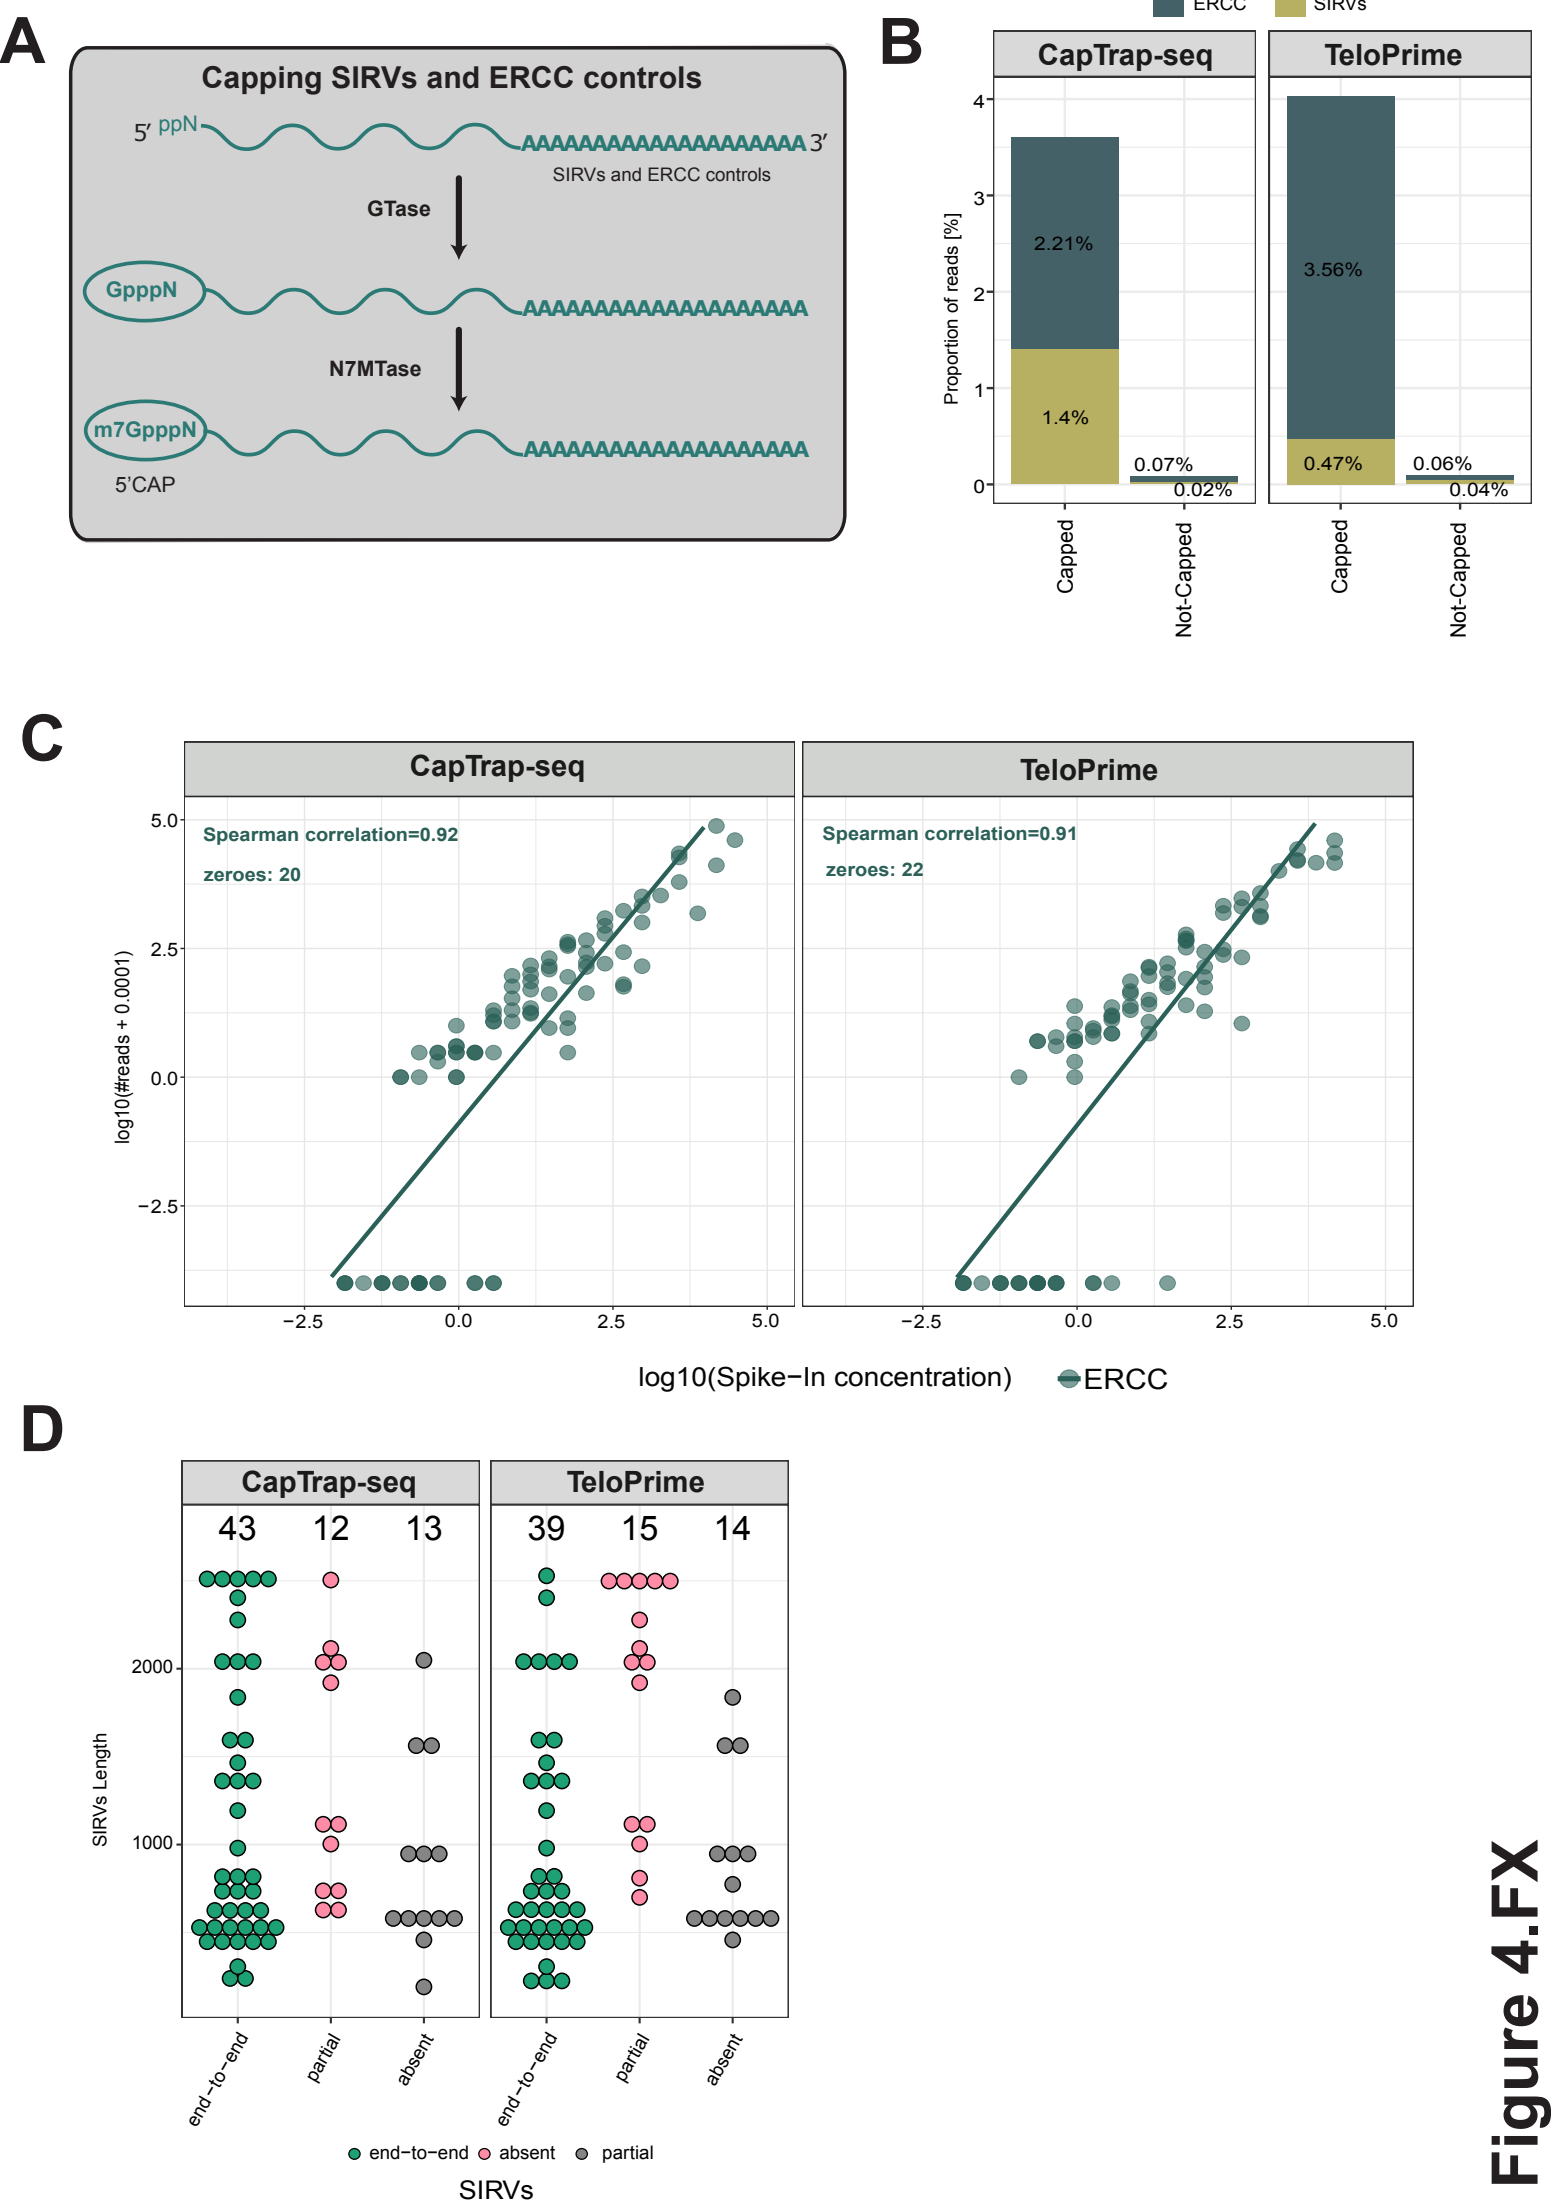 A
Capping SIRVs and ERCC controls
5′ ppN
AAAAAAAAAAAAAAAAAAAA 3′
SIRVs and ERCC controls
GTase
GpppN
AAAAAAAAAAAAAAAAAAAA
N7MTase
m7GpppN
AAAAAAAAAAAAAAAAAAAA
5'CAP
B
ERCC SIRVs
CapTrap-seq TeloPrime
Proportion of reads [%]
4
3
2
1
0
2.21%
1.4%
0.07%
0.02%
3.56%
0.47%
0.06%
0.04%
Capped Not-Capped Capped Not-Capped
C
CapTrap-seq TeloPrime
Spearman correlation=0.92
zeroes: 20
Spearman correlation=0.91
zeroes: 22
log10(#reads + 0.0001)
5.0
2.5
0.0
−2.5
−2.5 0.0 2.5 5.0 −2.5 0.0 2.5 5.0
log10(Spike−In concentration) ERCC
D
CapTrap-seq TeloPrime
43 12 13 39 15 14
SIRVs Length
2000
1000
end−to−end partial absent end−to−end partial absent
end−to−end absent partial
SIRVs
Figure 4.FX